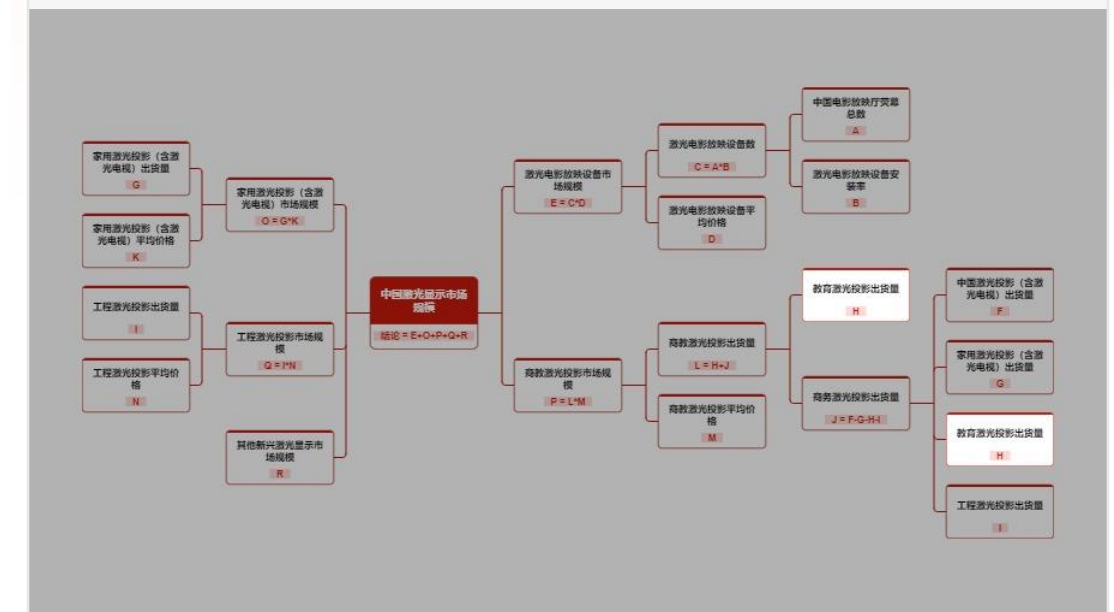 中国电影放映厅荧幕
总数
A
激光电影放映设备数
C = A*B
激光电影放映设备安
装率
B
激光电影放映设备市
场规模
E = C*D
激光电影放映设备平
均价格
D
家用激光投影（含激
光电视）出货量
G
家用激光投影（含激
光电视）市场规模
O = G*K
家用激光投影（含激
光电视）平均价格
K
中国激光显示市场
规模
结论 = E+O+P+Q+R
工程激光投影出货量
I
工程激光投影市场规
模
Q = I*N
工程激光投影平均价
格
N
其他新兴激光显示市
场规模
R
商教激光投影市场规
模
P = L*M
商教激光投影出货量
L = H+J
商教激光投影平均价
格
M
教育激光投影出货量
H
商务激光投影出货量
J = F-G-H-I
中国激光投影（含激
光电视）出货量
F
家用激光投影（含激
光电视）出货量
G
教育激光投影出货量
H
工程激光投影出货量
I